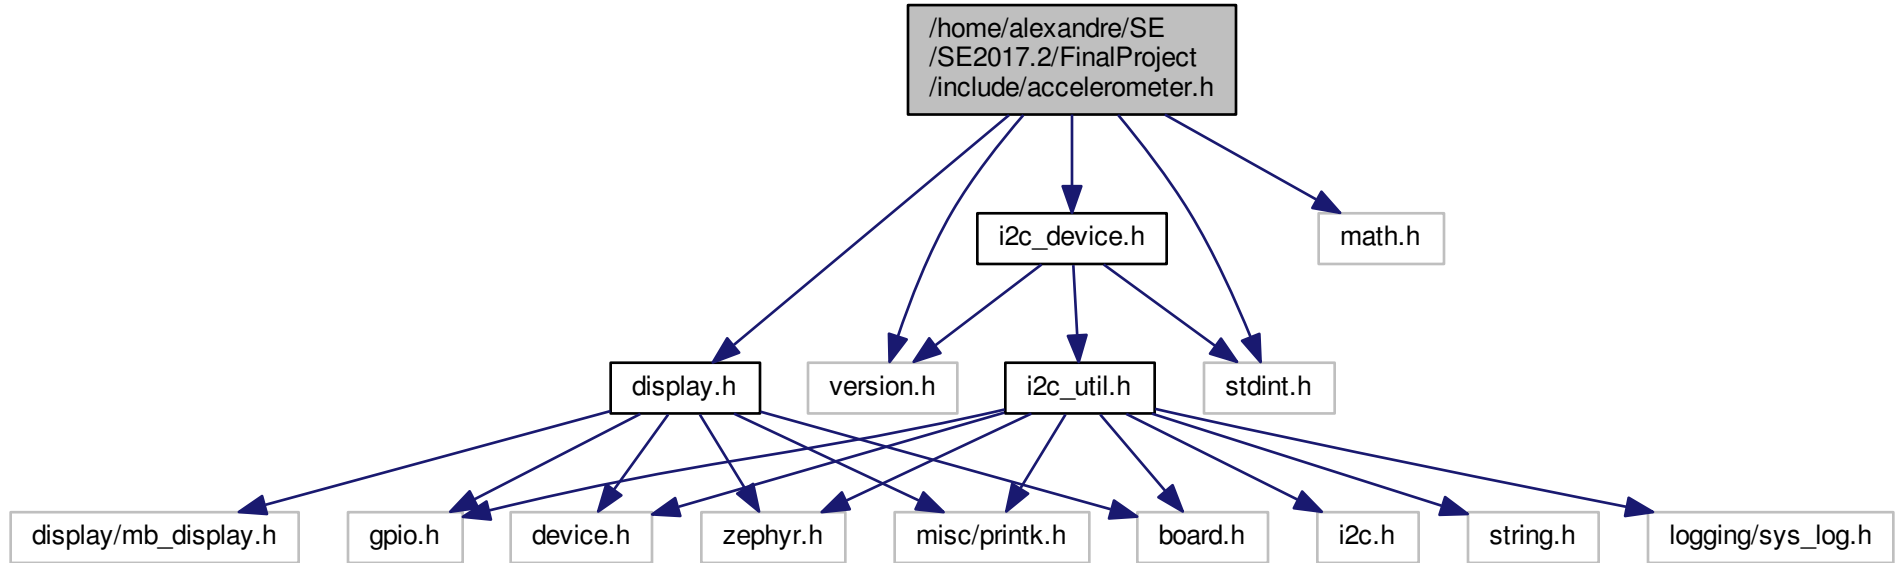 /home/alexandre/SE
/SE2017.2/FinalProject
/include/accelerometer.h
i2c_device.h
math.h
display.h
version.h
i2c_util.h
stdint.h
display/mb_display.h
gpio.h
device.h
zephyr.h
misc/printk.h
board.h
i2c.h
string.h
logging/sys_log.h